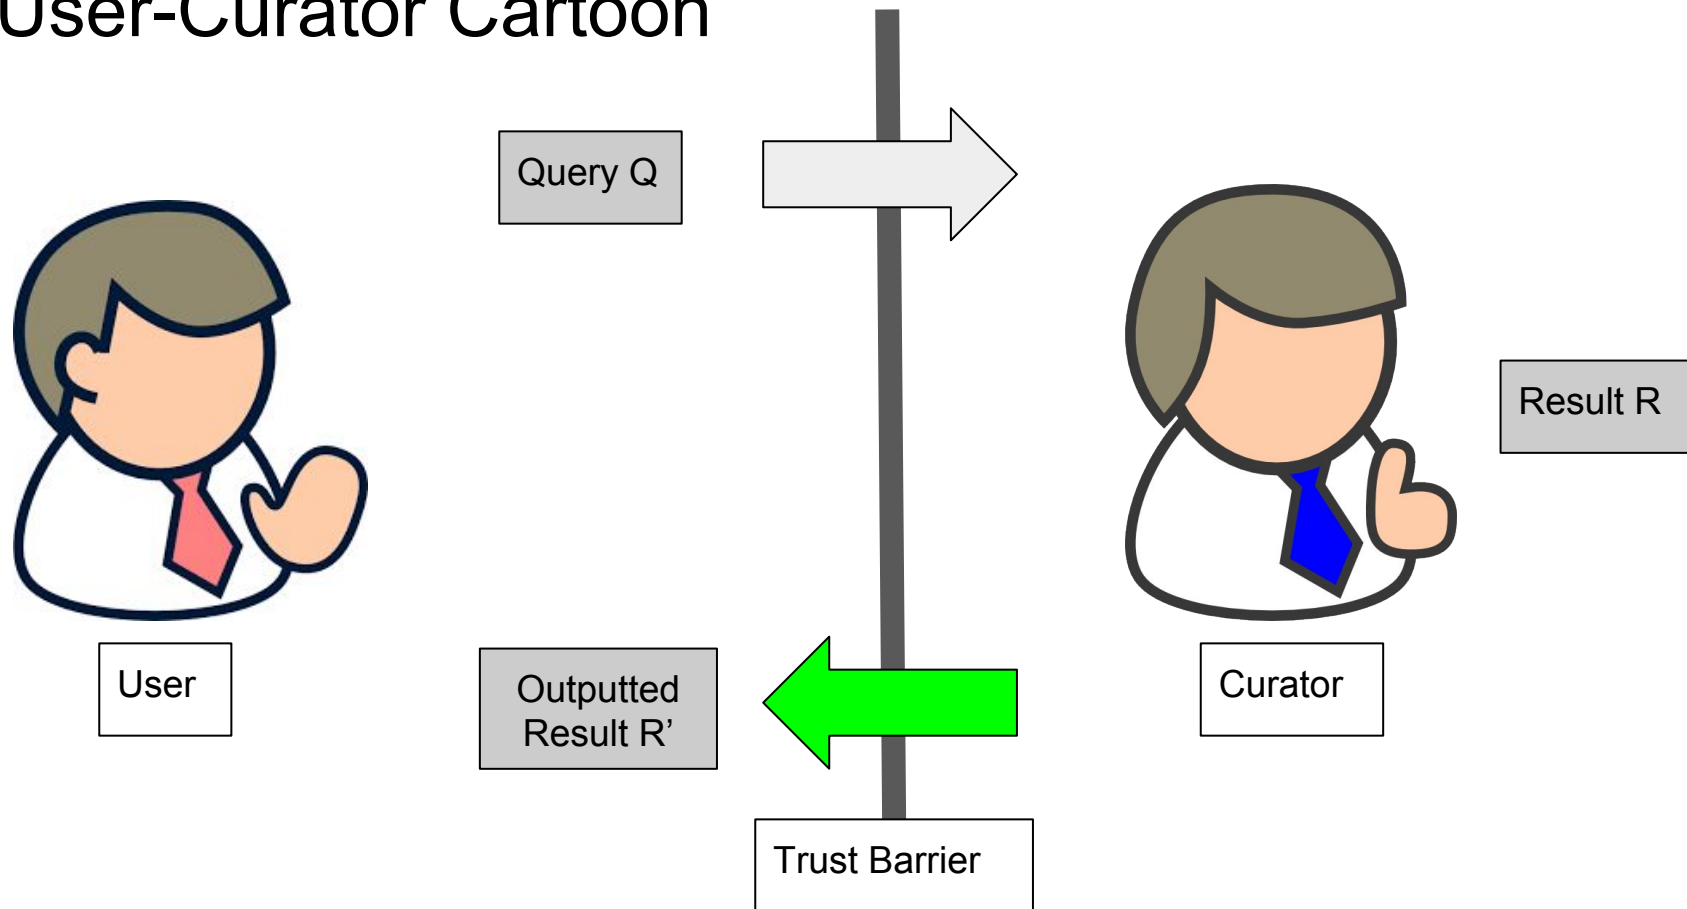 User-Curator Cartoon
Query Q
Result R
User
Outputted
Result R’
Curator
Trust Barrier